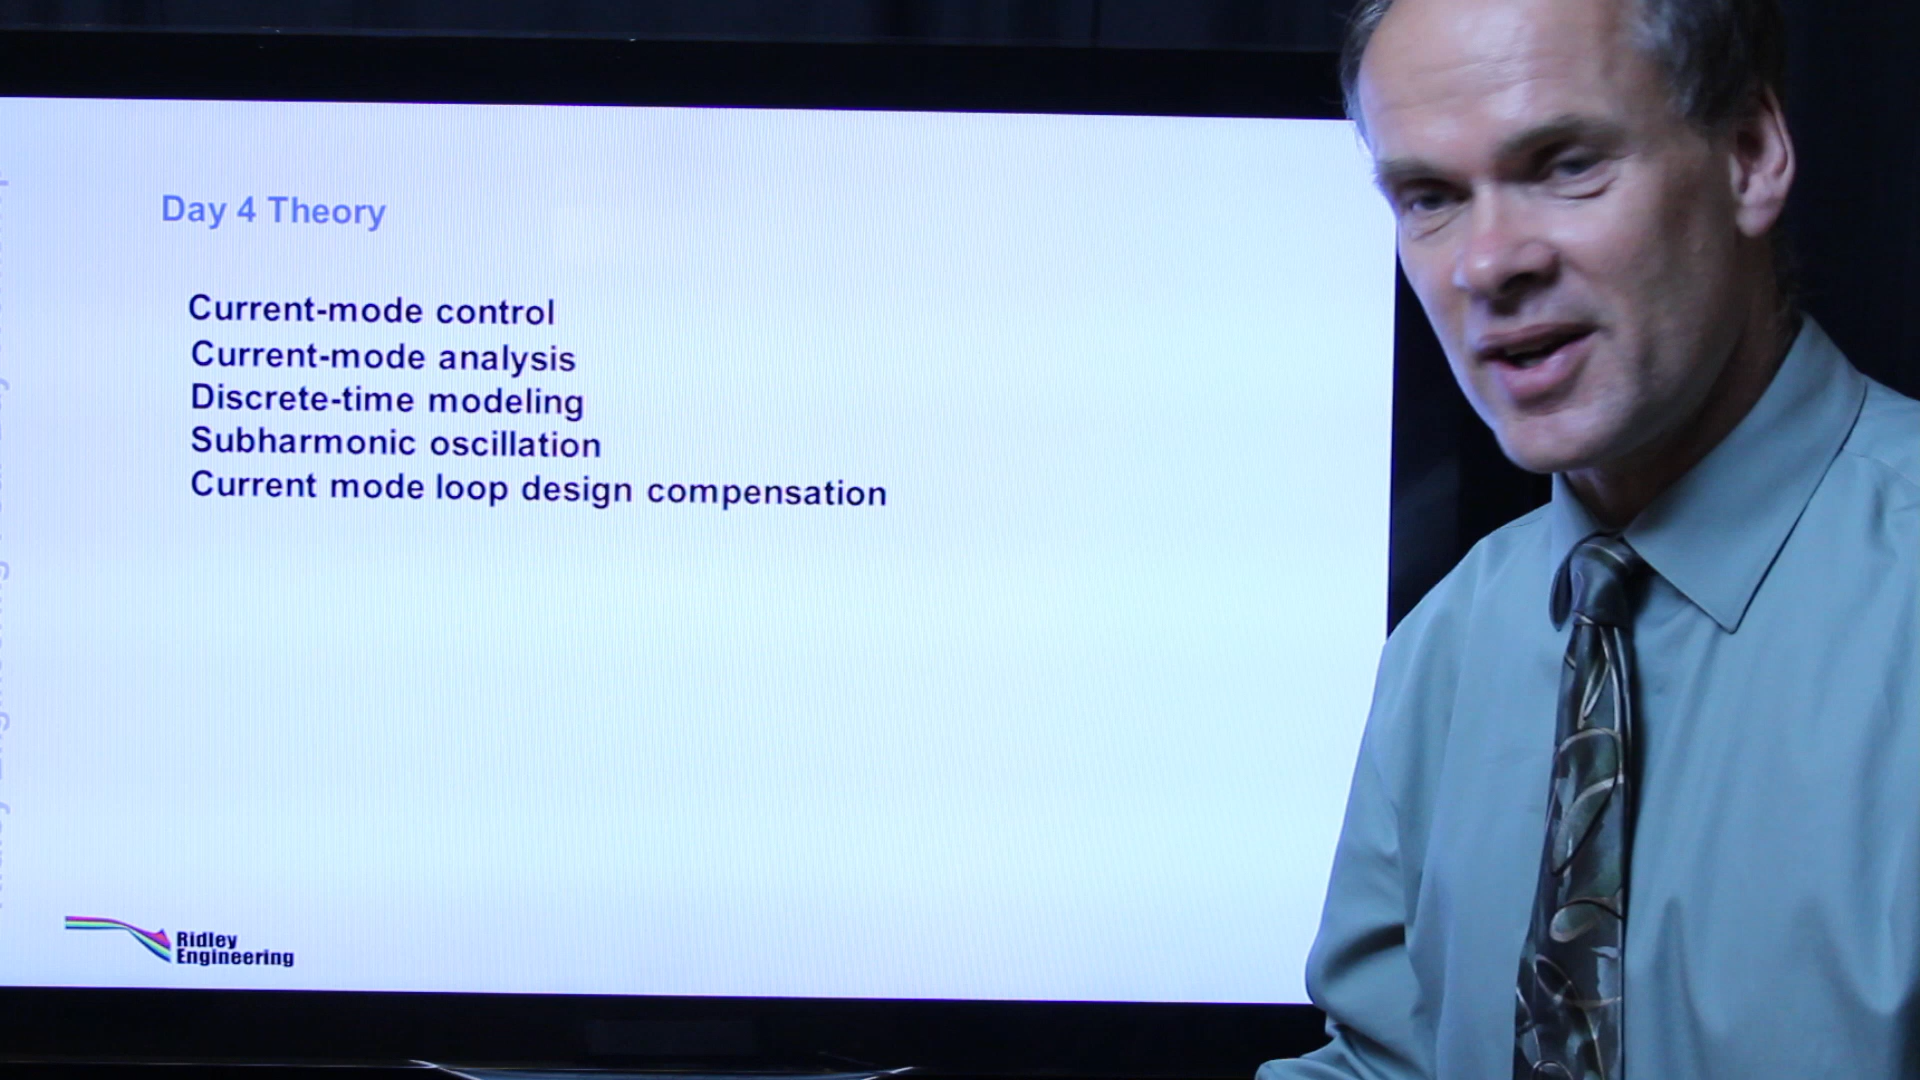 Day 4 Theory
Current-mode control
Current-mode analysis
Discrete-time modeling
Subharmonic oscillation
Current mode loop design compensation
Ridley
Engineering